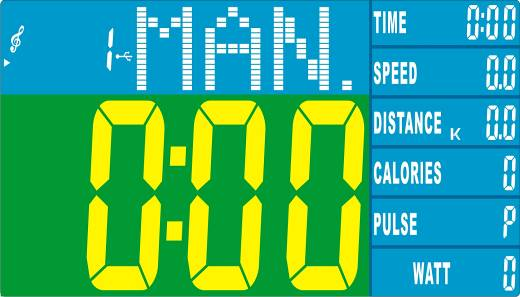 1 MAN.
0:00
TIME 0:00
SPEED 0.0
DISTANCE K 0.0
CALORIES 0
PULSE P
WATT 0